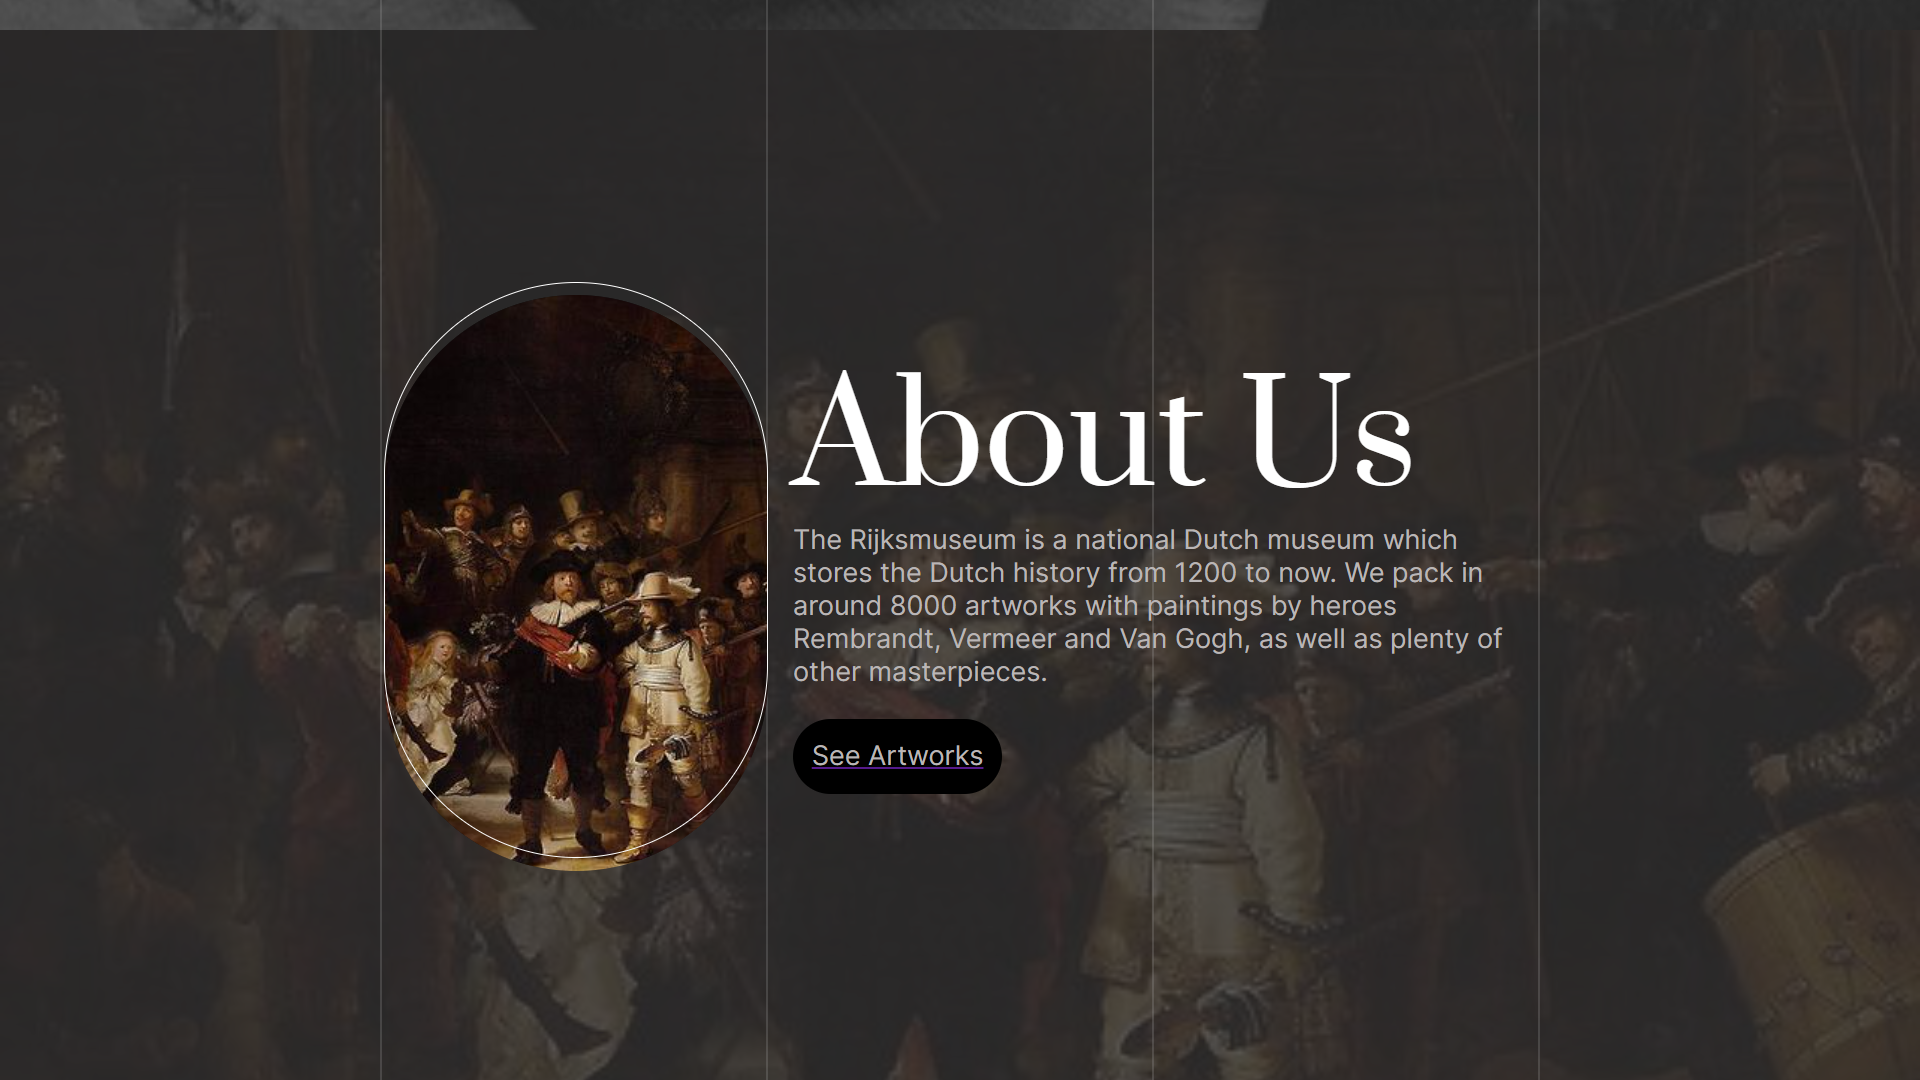 About Us
The Rijksmuseum is a national Dutch museum which
stores the Dutch history from 1200 to now. We pack in
around 8000 artworks with paintings by heroes
Rembrandt, Vermeer and Van Gogh, as well as plenty of
other masterpieces.
See Artworks